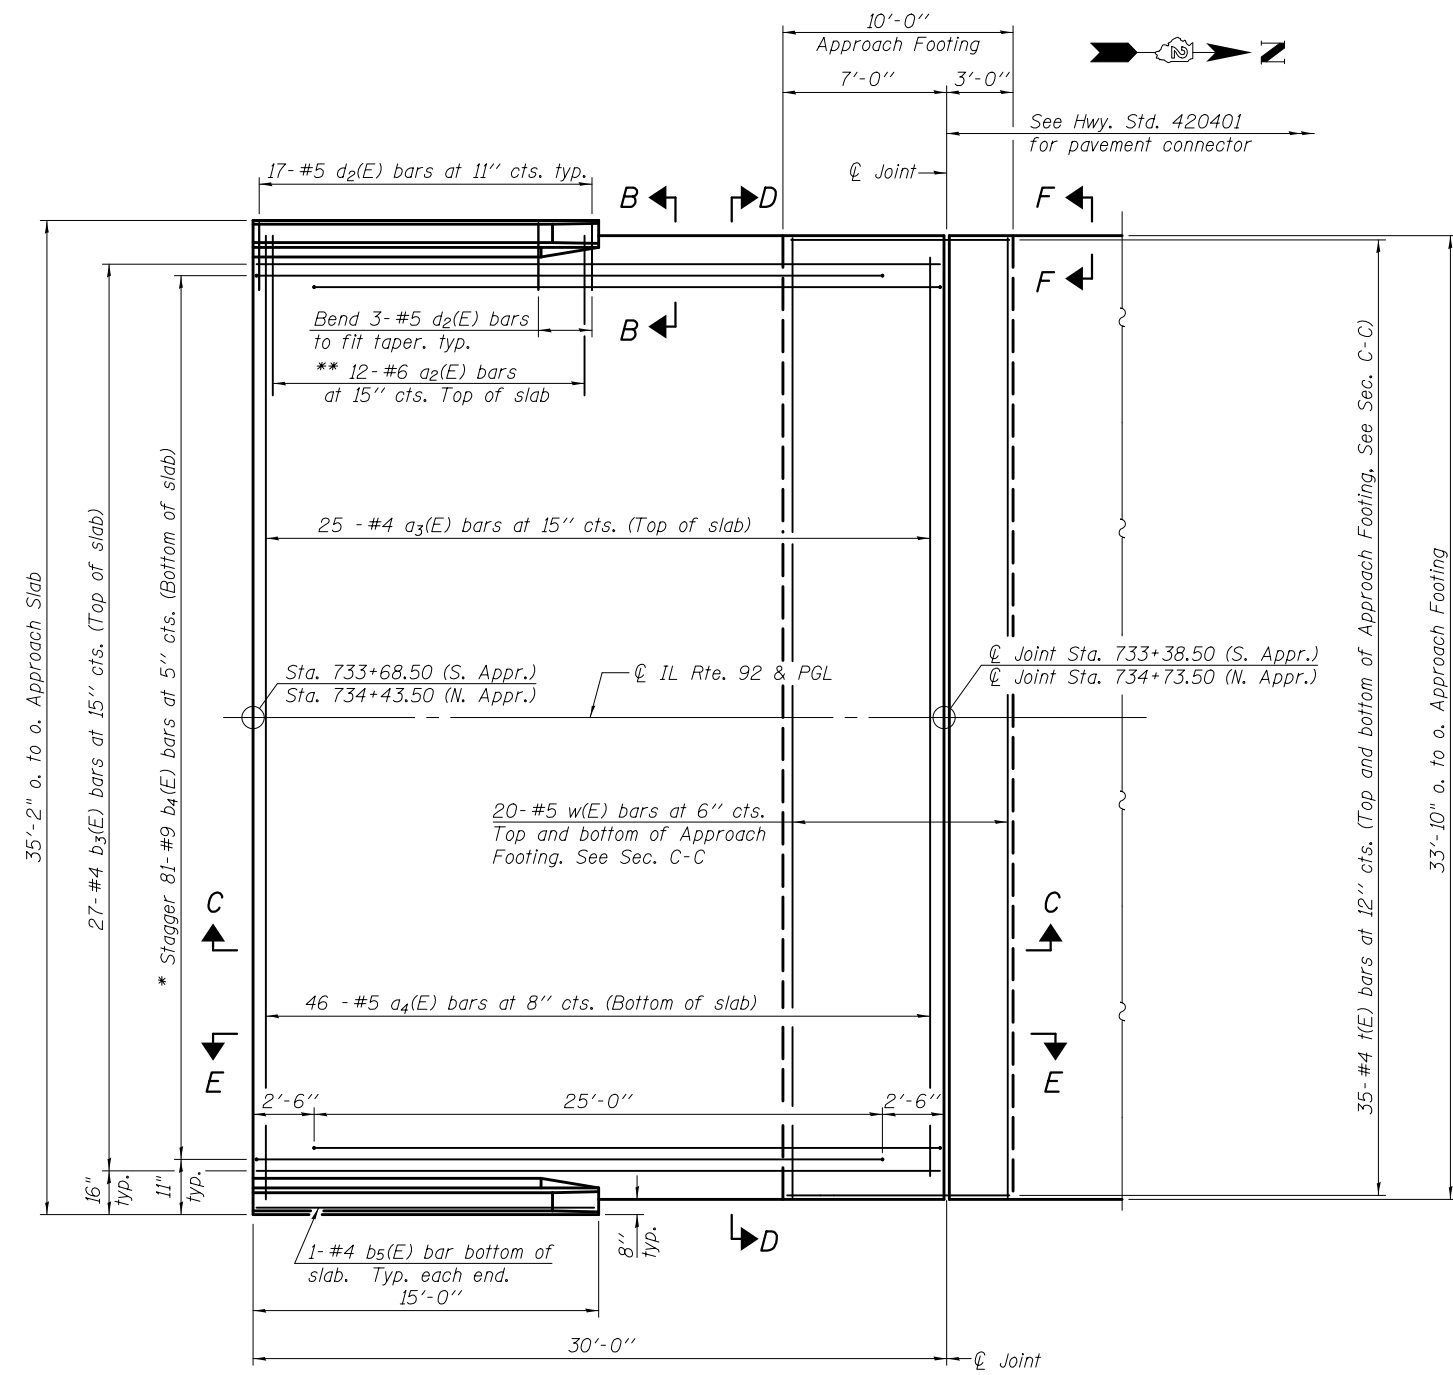 10'-0"
Approach Footing
7'-0"
3'-0"
2
N
See Hwy. Std. 420401
for pavement connector
℄ Joint
17-#5 d2(E) bars at 11" cts. typ.
B
D
F
F
B
Bend 3-#5 d2(E) bars
to fit taper. typ.
** 12-#6 a2(E) bars
at 15" cts. Top of slab
25 -#4 a3(E) bars at 15" cts. (Top of slab)
Sta. 733+68.50 (S. Appr.)
Sta. 734+43.50 (N. Appr.)
℄ IL Rte. 92 & PGL
℄ Joint Sta. 733+38.50 (S. Appr.)
℄ Joint Sta. 734+73.50 (N. Appr.)
20-#5 w(E) bars at 6" cts.
Top and bottom of Approach
Footing. See Sec. C-C
C
C
46 -#5 a4(E) bars at 8" cts. (Bottom of slab)
E
E
2'-6"
25'-0"
2'-6"
35'-2" o. to o. Approach Slab
27-#4 b3(E) bars at 15" cts. (Top of slab)
* Stagger 81-#9 b4(E) bars at 5" cts. (Bottom of slab)
35-#4 t(E) bars at 12" cts. (Top and bottom of Approach Footing, See Sec. C-C)
33'-10" o. to o. Approach Footing
16"
typ.
11"
typ.
8"
typ.
D
1-#4 b5(E) bar bottom of
slab. Typ. each end.
15'-0"
30'-0"
℄ Joint